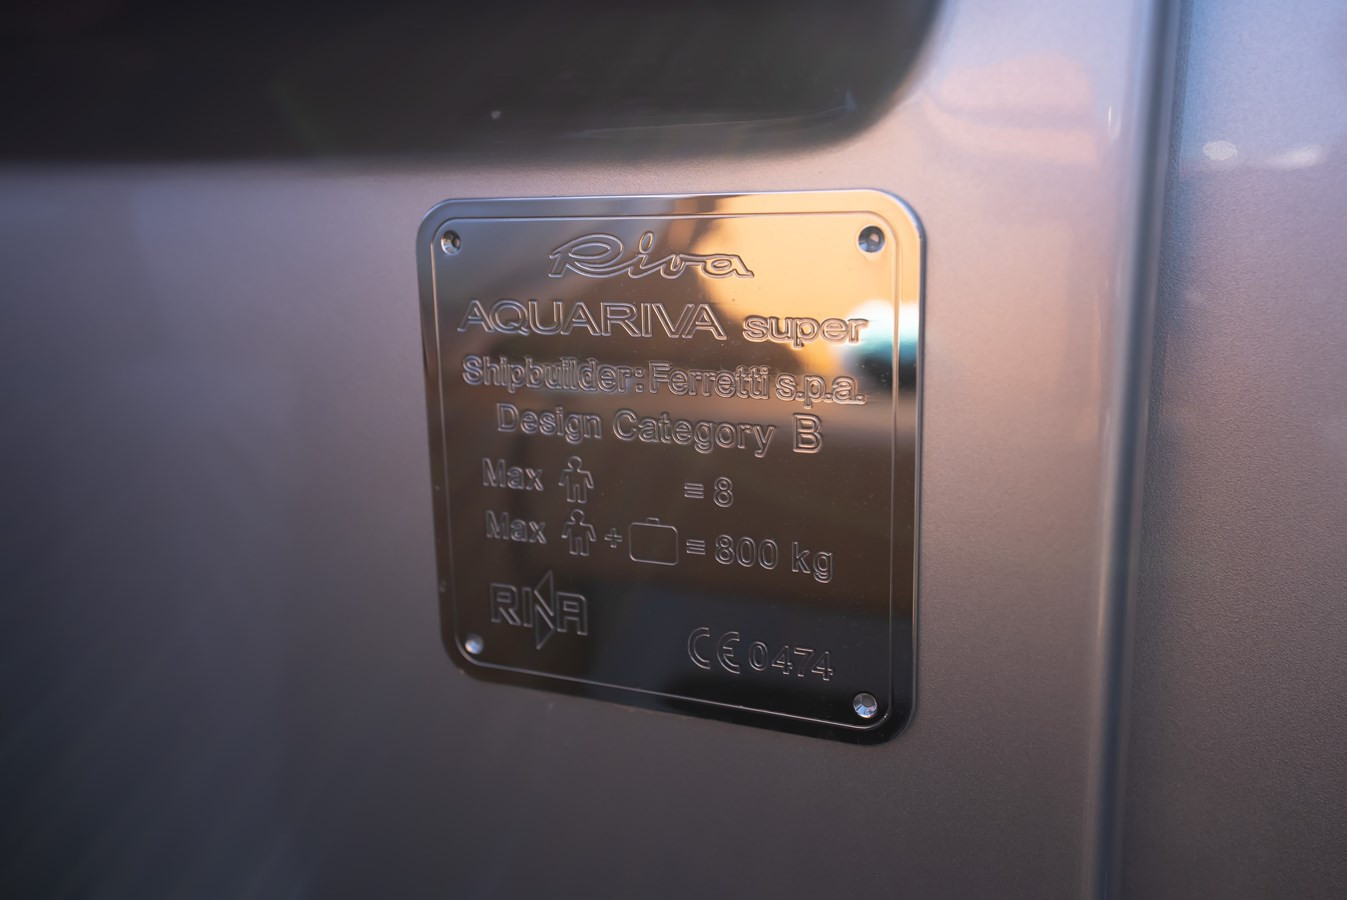 Riva
AQUARIVA super
Shipbuilder: Ferretti s.p.a.
Design Category B
Max = 8
Max + = 800 kg
RINA CE 0474